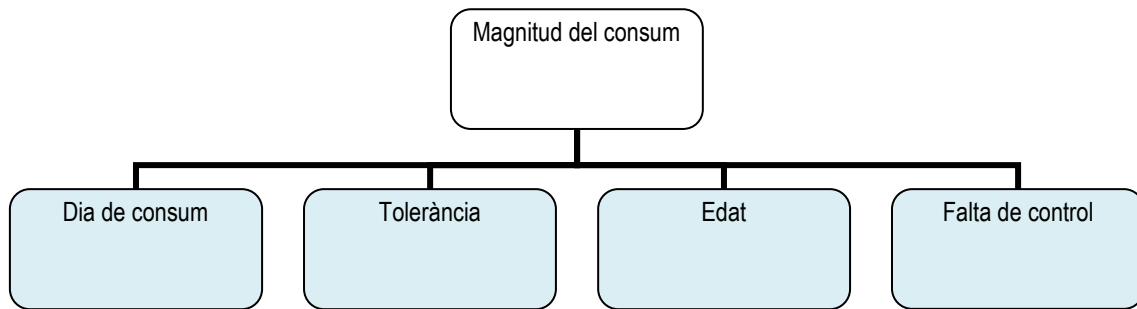 Magnitud del consum
Dia de consum
Tolerància
Edat
Falta de control